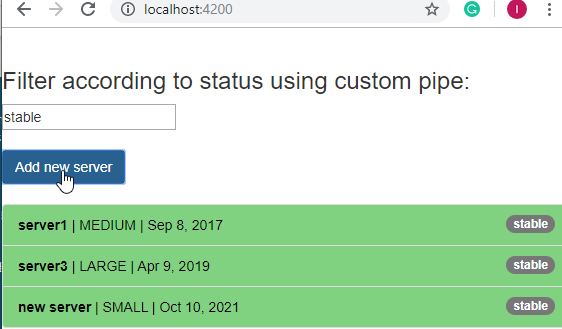 localhost:4200
I
Filter according to status using custom pipe:
stable
Add new server
server1 | MEDIUM | Sep 8, 2017 stable
server3 | LARGE | Apr 9, 2019 stable
new server | SMALL | Oct 10, 2021 stable